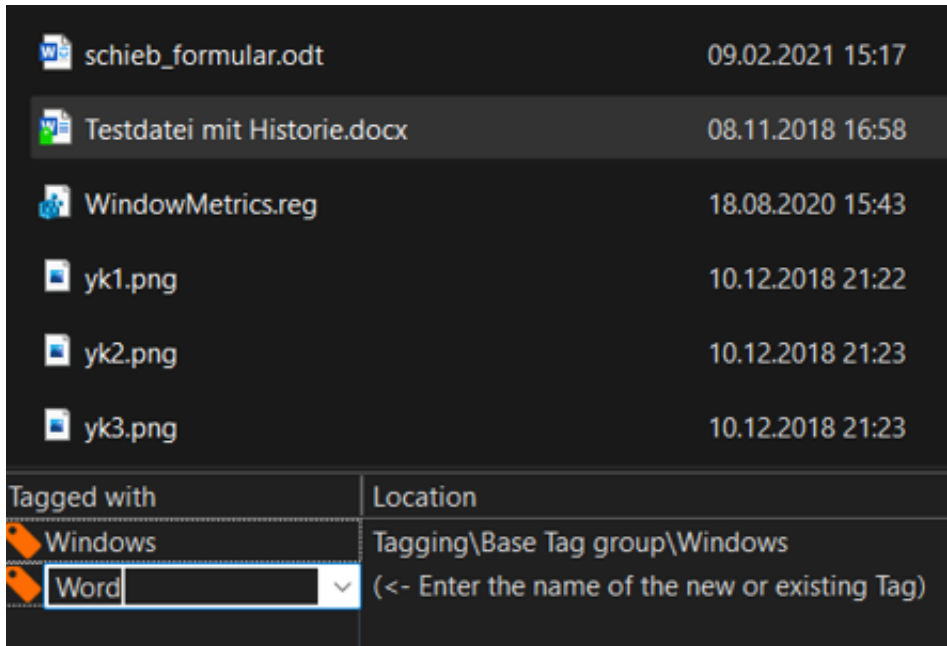 schieb_formular.odt 09.02.2021 15:17
Testdatei mit Historie.docx 08.11.2018 16:58
WindowMetrics.reg 18.08.2020 15:43
yk1.png 10.12.2018 21:22
yk2.png 10.12.2018 21:23
yk3.png 10.12.2018 21:23
Tagged with Location
Windows Tagging\Base Tag group\Windows
Word (<- Enter the name of the new or existing Tag)